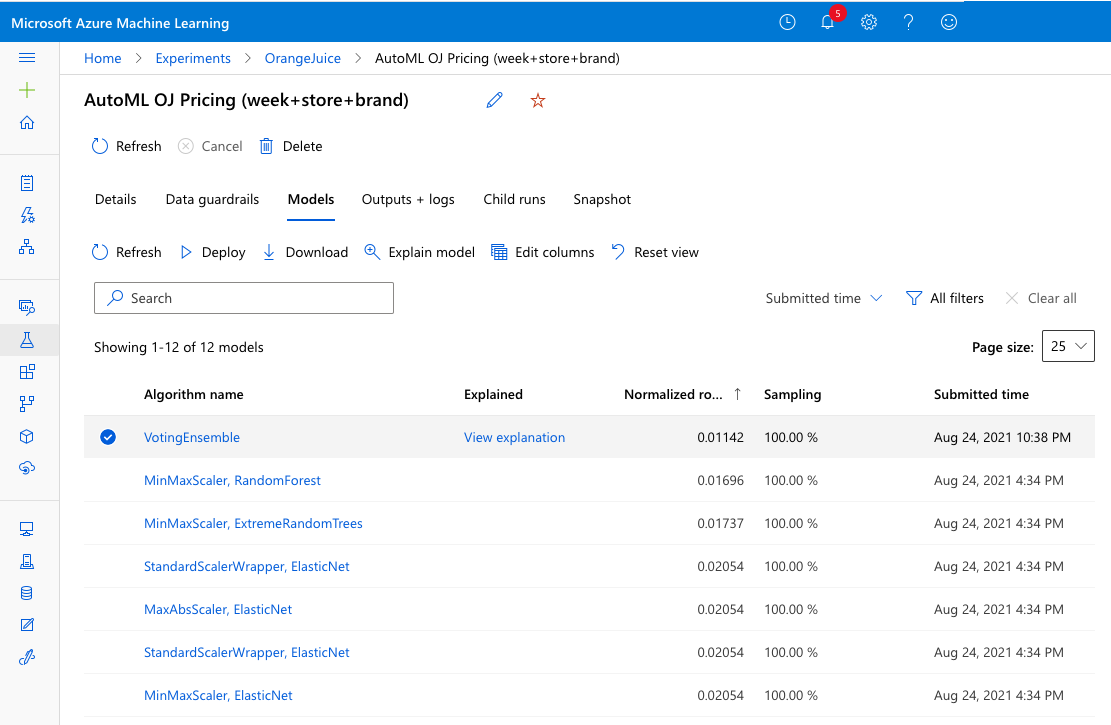 Microsoft Azure Machine Learning 5
Home Experiments OrangeJuice AutoML OJ Pricing (week+store+brand)
AutoML OJ Pricing (week+store+brand)
Refresh Cancel Delete
Details Data guardrails Models Outputs + logs Child runs Snapshot
Refresh Deploy Download Explain model Edit columns Reset view
Search Submitted time All filters Clear all
Showing 1-12 of 12 models Page size: 25
Algorithm name Explained Normalized ro... Sampling Submitted time
VotingEnsemble View explanation 0.01142 100.00 % Aug 24, 2021 10:38 PM
MinMaxScaler, RandomForest 0.01696 100.00 % Aug 24, 2021 4:34 PM
MinMaxScaler, ExtremeRandomTrees 0.01737 100.00 % Aug 24, 2021 4:34 PM
StandardScalerWrapper, ElasticNet 0.02054 100.00 % Aug 24, 2021 4:34 PM
MaxAbsScaler, ElasticNet 0.02054 100.00 % Aug 24, 2021 4:34 PM
StandardScalerWrapper, ElasticNet 0.02054 100.00 % Aug 24, 2021 4:34 PM
MinMaxScaler, ElasticNet 0.02054 100.00 % Aug 24, 2021 4:34 PM